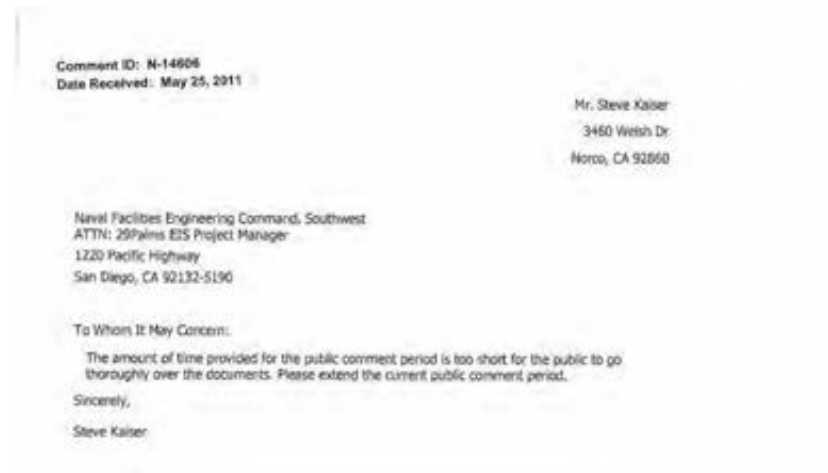 Comment ID: N-14606
Date Received: May 25, 2011
Mr. Steve Kaiser
3460 Welsh Dr
Norco, CA 92860
Naval Facilities Engineering Command, Southwest
ATTN: 29Palms EIS Project Manager
1220 Pacific Highway
San Diego, CA 92132-5190
To Whom It May Concern:
The amount of time provided for the public comment period is too short for the public to go
thoroughly over the documents. Please extend the current public comment period.
Sincerely,
Steve Kaiser